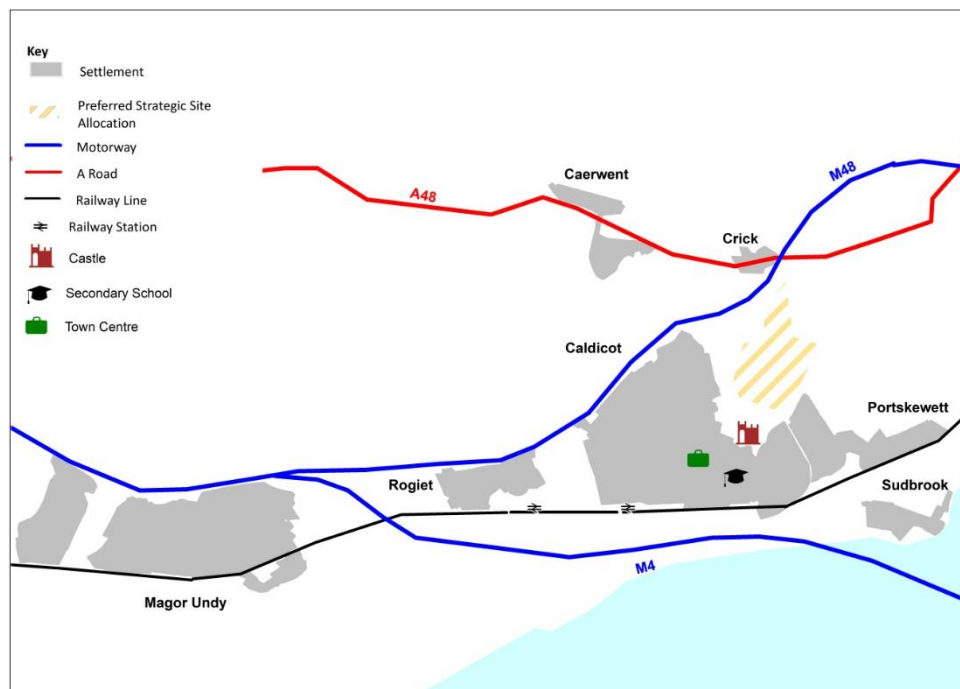 Key
Settlement
Preferred Strategic Site
Allocation
Motorway
A Road
Railway Line
Railway Station
Castle
Secondary School
Town Centre
Caerwent
M48
A48
Crick
Caldicot
Portskewett
Rogiet
Sudbrook
M4
Magor Undy